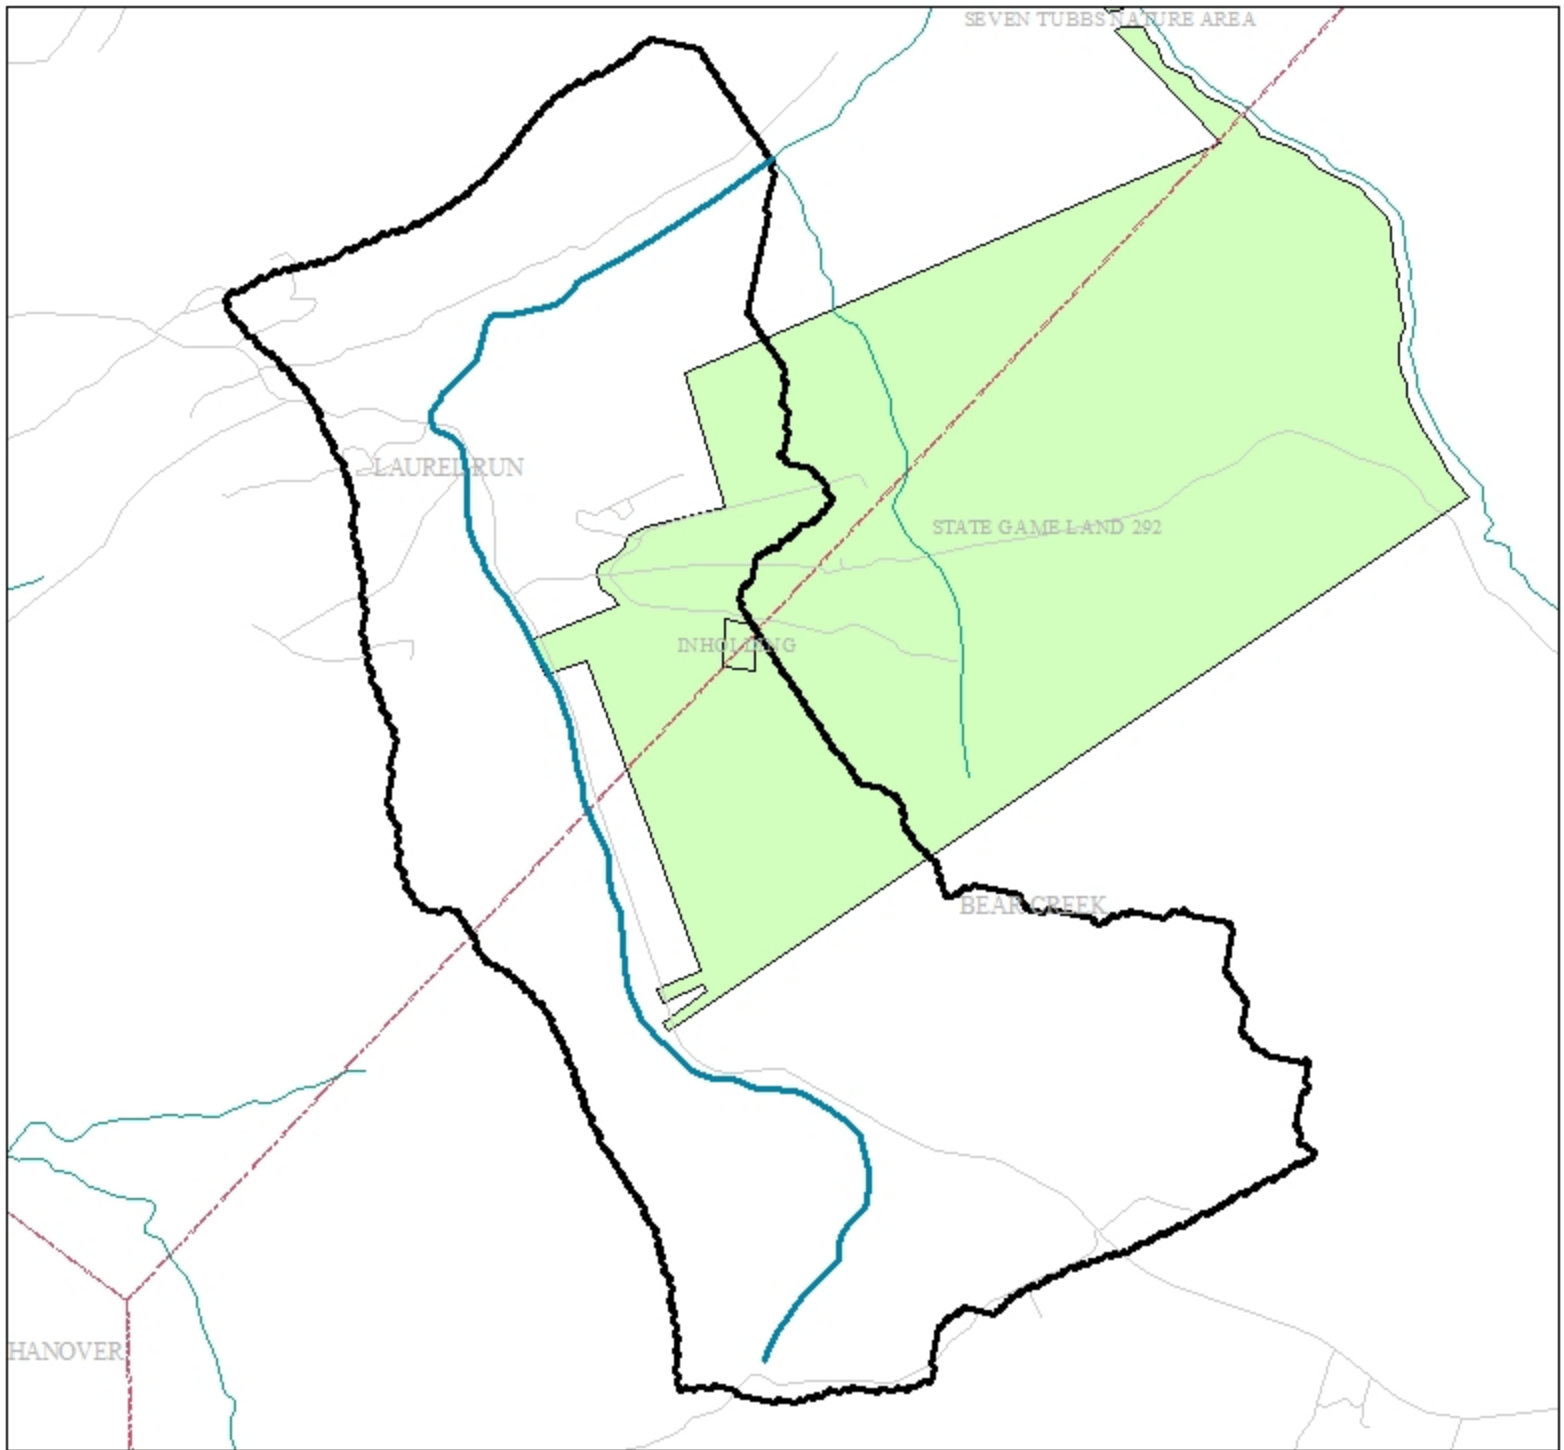 SEVEN TUBBS NATURE AREA
LAUREL RUN
STATE GAME LAND 292
INHOLDING
BEAR CREEK
HANOVER